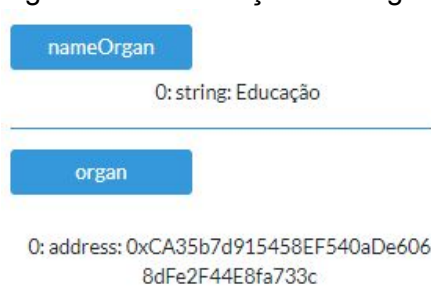 nameOrgan
0: string: Educação
organ
0: address: 0xCA35b7d915458EF540aDe606
8dFe2F44E8fa733c